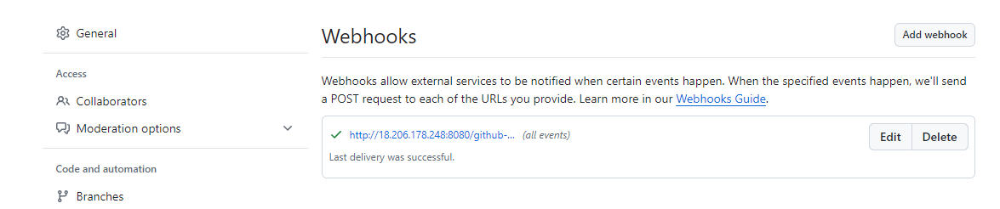 General
Access
Collaborators
Moderation options
Code and automation
Branches
Webhooks
Add webhook
Webhooks allow external services to be notified when certain events happen. When the specified events happen, we'll send
a POST request to each of the URLs you provide. Learn more in our Webhooks Guide.
http://18.206.178.248:8080/github-... (all events)
Edit
Delete
Last delivery was successful.